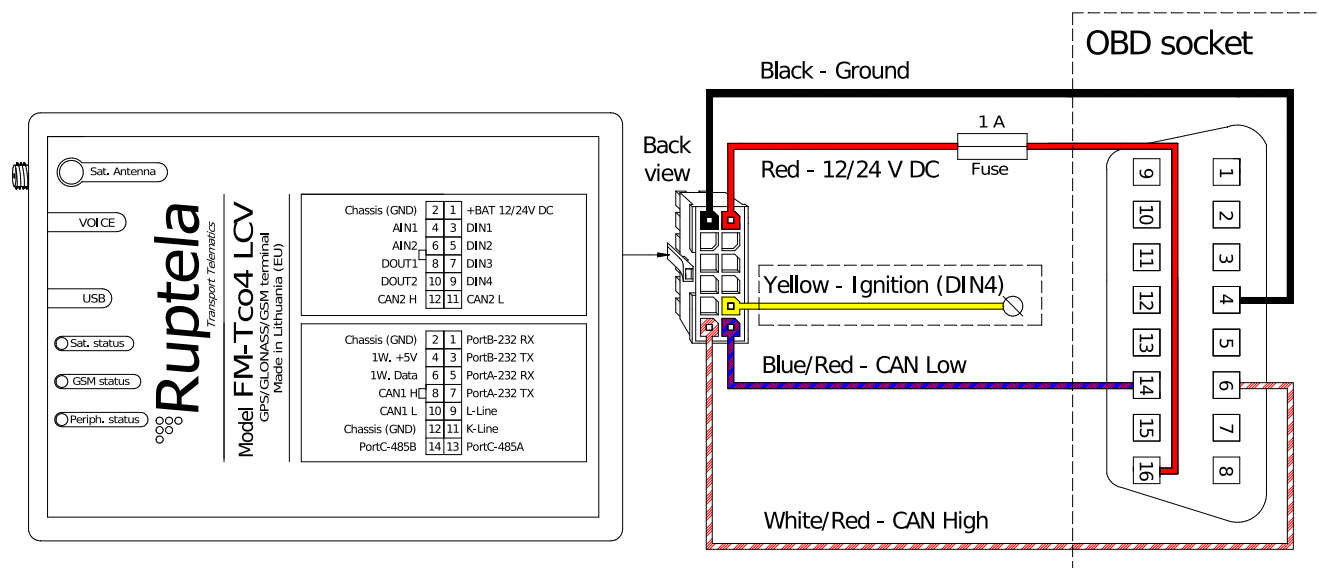 Sat. Antenna
VOICE
USB
Sat. status
GSM status
Periph. status
Ruptela
Transport Telematics
Model FM-Tco4 LCV
GPS/GLONASS/GSM terminal
Made in Lithuania (EU)
Chassis (GND) 2 1 +BAT 12/24V DC
AIN1 4 3 DIN1
AIN2 6 5 DIN2
DOUT1 8 7 DIN3
DOUT2 10 9 DIN4
CAN2 H 12 11 CAN2 L
Chassis (GND) 2 1 PortB-232 RX
1W. +5V 4 3 PortB-232 TX
1W. Data 6 5 PortA-232 RX
CAN1 H 8 7 PortA-232 TX
CAN1 L 10 9 L-Line
Chassis (GND) 12 11 K-Line
PortC-485B 14 13 PortC-485A
Back
view
Black - Ground
1 A
Fuse
Red - 12/24 V DC
Yellow - Ignition (DIN4)
Blue/Red - CAN Low
White/Red - CAN High
OBD socket
9 1
10 2
11 3
12 4
13 5
14 6
15 7
16 8